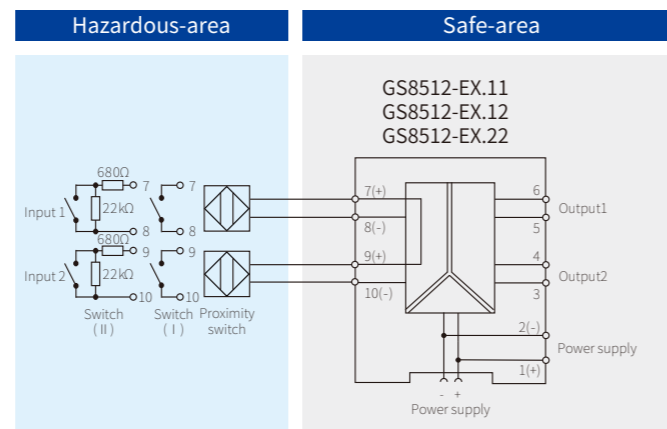 Hazardous-area
Safe-area
GS8512-EX.11
GS8512-EX.12
GS8512-EX.22
680Ω
7
7
22kΩ
Input 1
8
8
680Ω
9
9
22kΩ
Input 2
10
10
Switch
(Ⅱ)
Switch
(Ⅰ)
Proximity
switch
7(+)
8(-)
9(+)
10(-)
6
Output1
5
4
Output2
3
2(-)
Power supply
1(+)
- +
Power supply